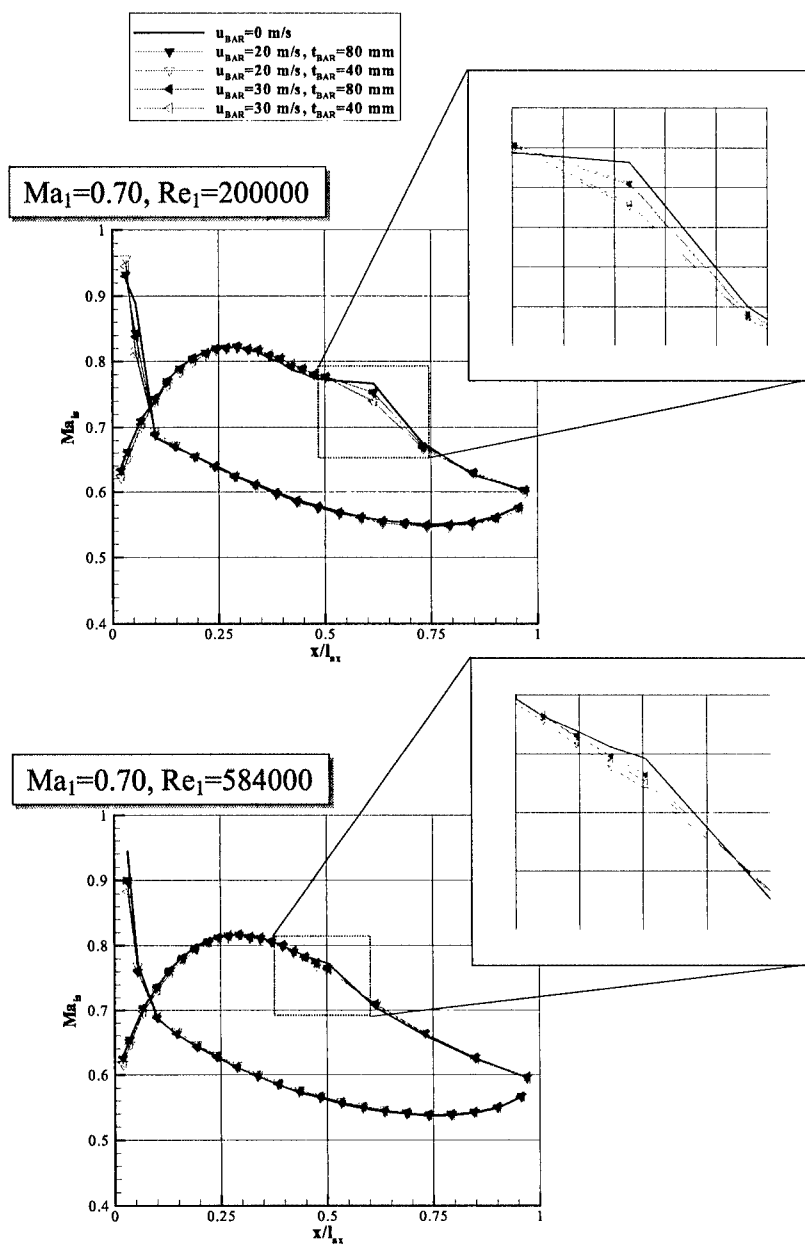 u_BAR=0 m/s
u_BAR=20 m/s, t_BAR=80 mm
u_BAR=20 m/s, t_BAR=40 mm
u_BAR=30 m/s, t_BAR=80 mm
u_BAR=30 m/s, t_BAR=40 mm
Ma₁=0.70, Re₁=200000
1
0.9
0.8
0.7
0.6
0.5
0.4
Ma_is
0
0.25
0.5
0.75
1
x/l_ax
Ma₁=0.70, Re₁=584000
1
0.9
0.8
0.7
0.6
0.5
0.4
Ma_is
0
0.25
0.5
0.75
1
x/l_ax